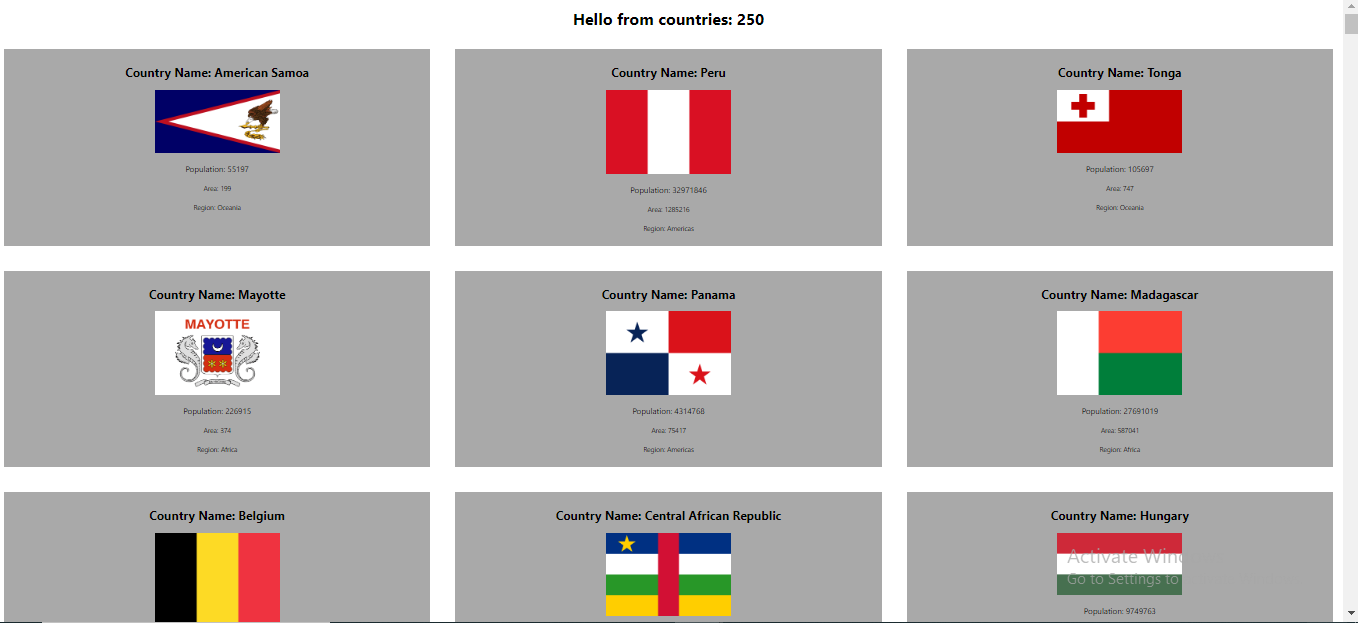 Hello from countries: 250
Country Name: American Samoa
Population: 55197
Area: 199
Region: Oceania
Country Name: Peru
Population: 32971846
Area: 1285216
Region: Americas
Country Name: Tonga
Population: 105697
Area: 747
Region: Oceania
Country Name: Mayotte
MAYOTTE
Population: 226915
Area: 374
Region: Africa
Country Name: Panama
Population: 4314768
Area: 75417
Region: Americas
Country Name: Madagascar
Population: 27691019
Area: 587041
Region: Africa
Country Name: Belgium
Country Name: Central African Republic
Country Name: Hungary
Activate Win
Go to Settings to
Population: 9749763